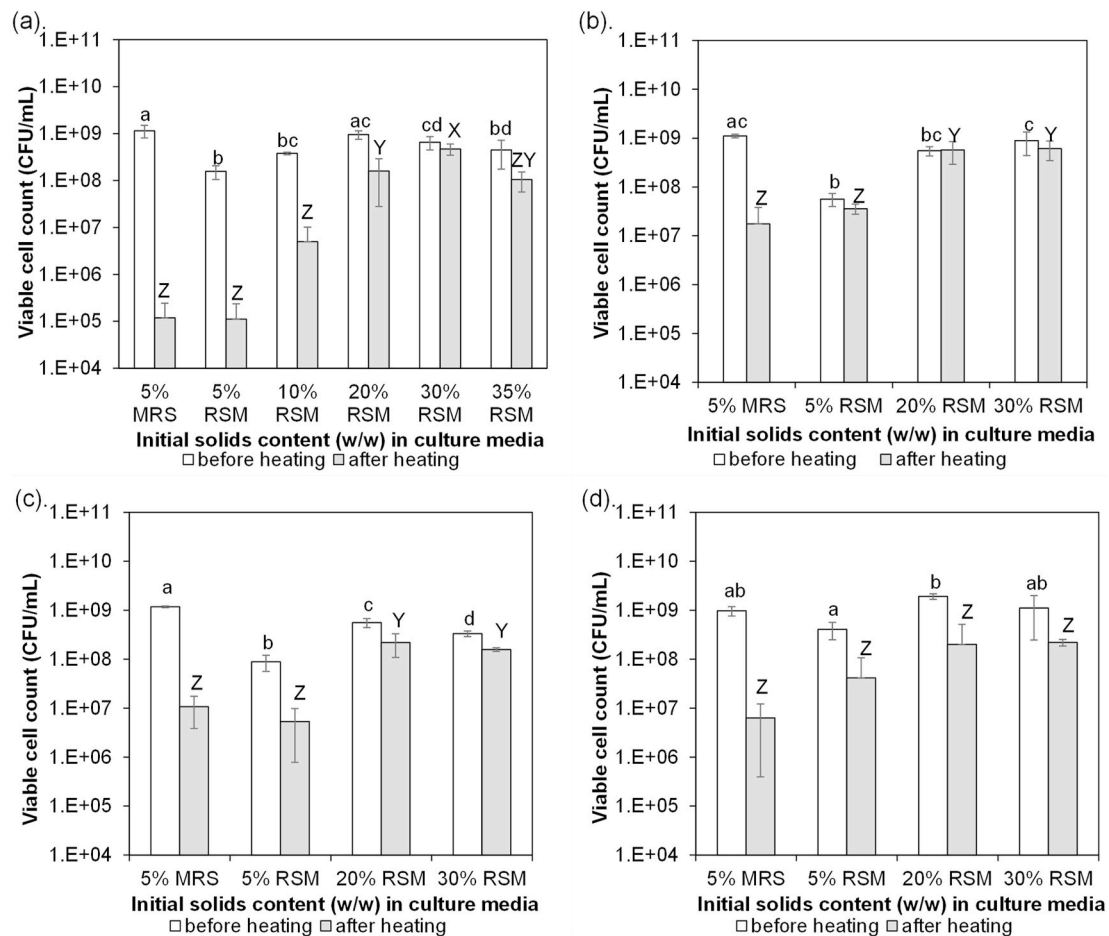 (a).
Viable cell count (CFU/mL)
1.E+11
1.E+10
1.E+09
1.E+08
1.E+07
1.E+06
1.E+05
1.E+04
a
Z
b
Z
bc
Z
ac
Y
cd
X
bd
ZY
5% MRS
5% RSM
10% RSM
20% RSM
30% RSM
35% RSM
Initial solids content (w/w) in culture media
before heating after heating
(b).
Viable cell count (CFU/mL)
1.E+11
1.E+10
1.E+09
1.E+08
1.E+07
1.E+06
1.E+05
1.E+04
ac
Z
b
Z
bc
Y
c
Y
5% MRS 5% RSM 20% RSM 30% RSM
Initial solids content (w/w) in culture media
before heating after heating
(c).
Viable cell count (CFU/mL)
1.E+11
1.E+10
1.E+09
1.E+08
1.E+07
1.E+06
1.E+05
1.E+04
a
Z
b
Z
c
Y
d
Y
5% MRS 5% RSM 20% RSM 30% RSM
Initial solids content (w/w) in culture media
before heating after heating
(d).
Viable cell count (CFU/mL)
1.E+11
1.E+10
1.E+09
1.E+08
1.E+07
1.E+06
1.E+05
1.E+04
ab
Z
a
Z
b
Z
ab
Z
5% MRS 5% RSM 20% RSM 30% RSM
Initial solids content (w/w) in culture media
before heating after heating